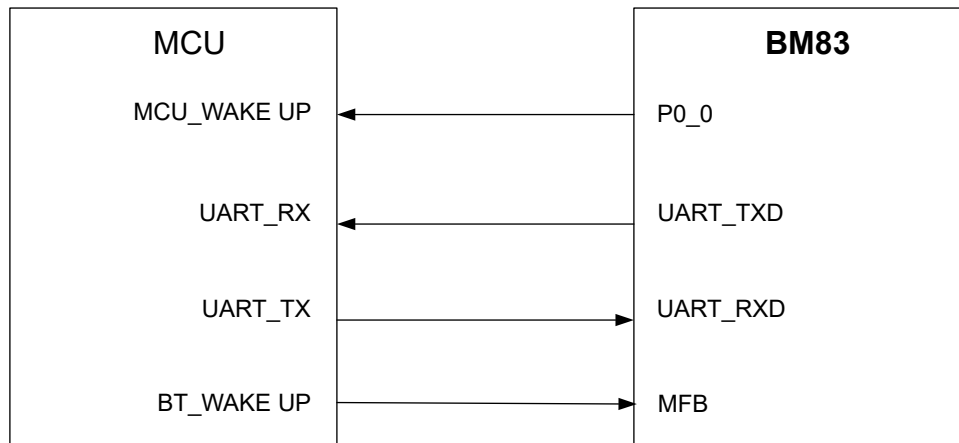 MCU
BM83
MCU_WAKE UP
P0_0
UART_RX
UART_TXD
UART_TX
UART_RXD
BT_WAKE UP
MFB